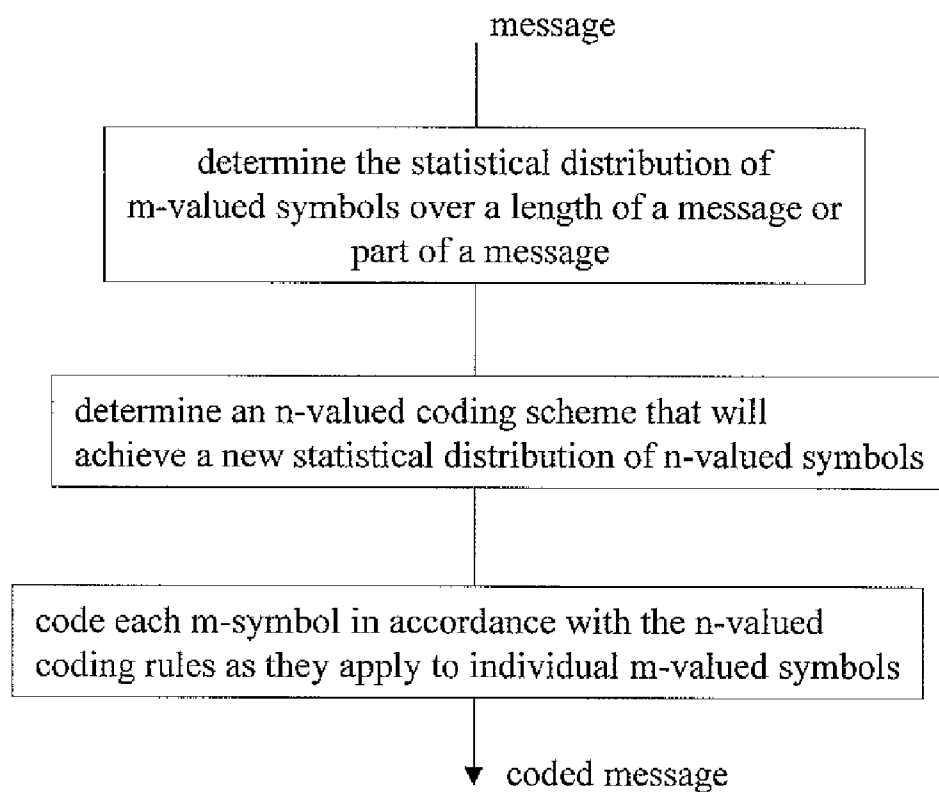 message
determine the statistical distribution of
m-valued symbols over a length of a message or
part of a message
determine an n-valued coding scheme that will
achieve a new statistical distribution of n-valued symbols
code each m-symbol in accordance with the n-valued
coding rules as they apply to individual m-valued symbols
coded message